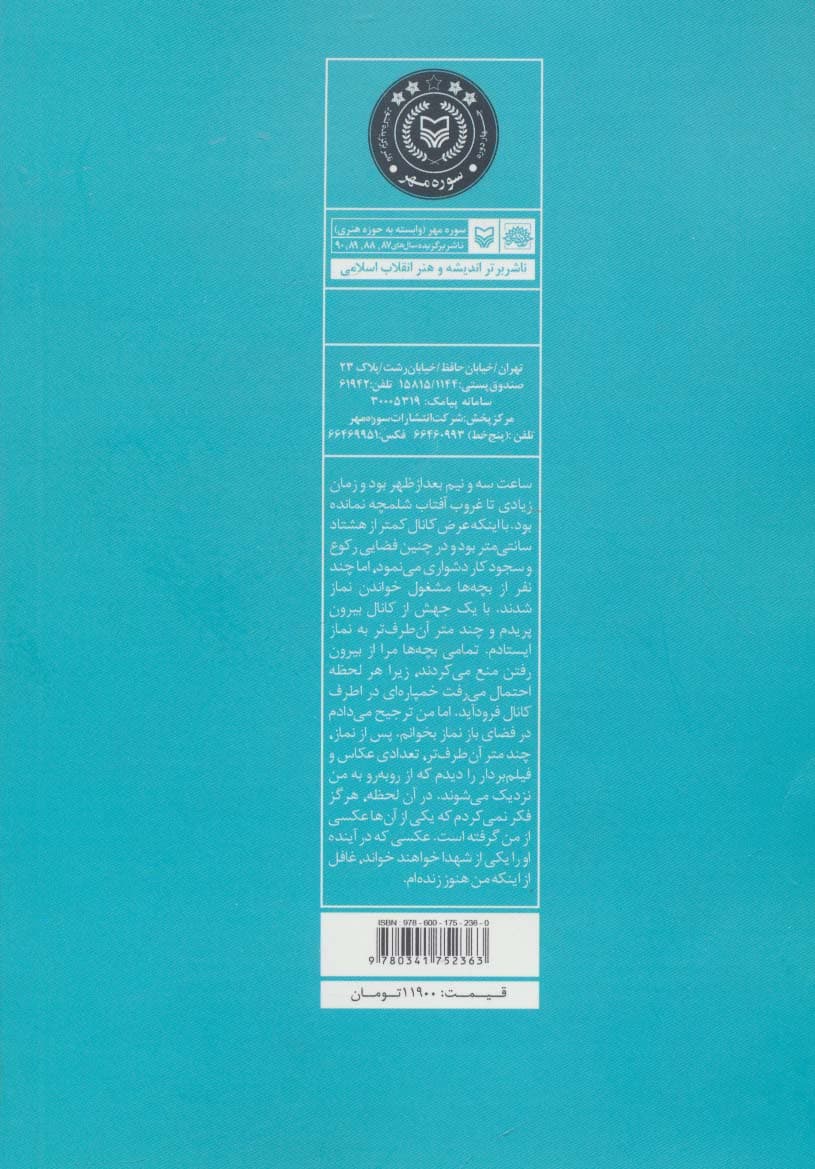 سوره مهر
سوره مهر (وابسته به حوزه هنری)
ناشر برگزیده سال‌های ۸۷، ۸۸، ۸۹، ۹۰
ناشر برتر اندیشه و هنر انقلاب اسلامی
تهران/خیابان حافظ/خیابان رشت/پلاک ۲۳
صندوق پستی: ۱۵۸۱۵/۱۱۴۴ تلفن: ۶۱۹۴۲
سامانه پیامک: ۳۰۰۰۵۳۱۹
مرکز پخش: شرکت انتشارات سوره مهر
تلفن: (پنج خط) ۶۶۴۶۰۹۹۳ فکس: ۶۶۴۶۹۹۵۱
ساعت سه و نیم بعدازظهر بود و زمان
زیادی تا غروب آفتاب شلمچه نمانده
بود. با اینکه عرض کانال کمتر از هشتاد
سانتی‌متر بود و در چنین فضایی رکوع
و سجود کار دشواری می‌نمود، اما چند
نفر از بچه‌ها مشغول خواندن نماز
شدند. با یک جهش از کانال بیرون
پریدم و چند متر آن‌طرف‌تر به نماز
ایستادم. تمامی بچه‌ها مرا از بیرون
رفتن منع می‌کردند، زیرا هر لحظه
احتمال می‌رفت خمپاره‌ای در اطرف
کانال فرود آید. اما من ترجیح می‌دادم
در فضای باز نماز بخوانم. پس از نماز،
چند متر آن‌طرف‌تر، تعدادی عکاس و
فیلم‌بردار را دیدم که از روبه‌رو به من
نزدیک می‌شوند. در آن لحظه، هرگز
فکر نمی‌کردم که یکی از آن‌ها عکسی
از من گرفته است. عکسی که در آینده
او را یکی از شهدا خواهند خواند، غافل
از اینکه من هنوز زنده‌ام.
ISBN : 978 - 600 - 175 - 236 - 0
9 780341 752363
قیمت: ۱۱۹۰۰ تومان